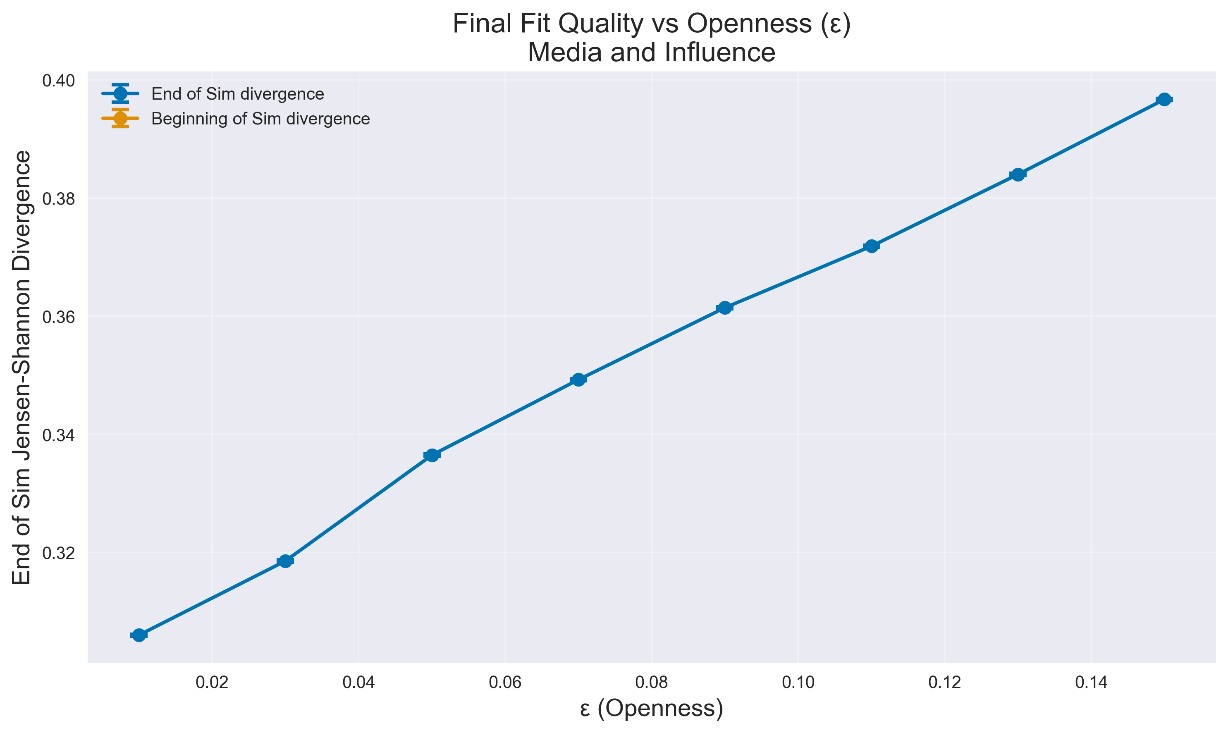 Final Fit Quality vs Openness (ε)
Media and Influence
End of Sim divergence
Beginning of Sim divergence
End of Sim Jensen-Shannon Divergence
0.40
0.38
0.36
0.34
0.32
0.02 0.04 0.06 0.08 0.10 0.12 0.14
ε (Openness)